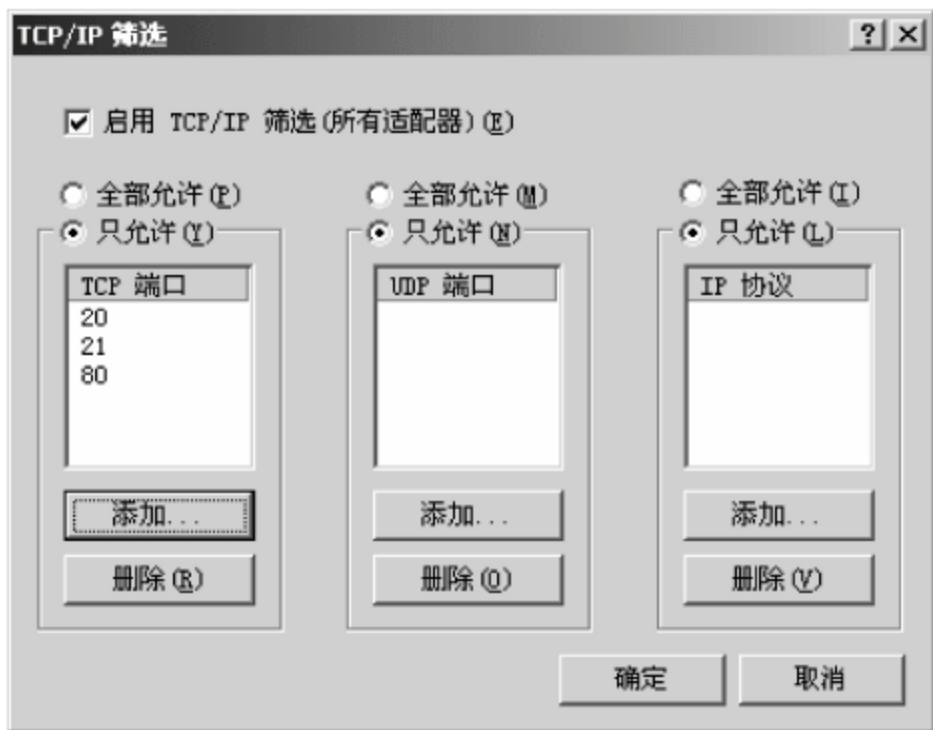 TCP/IP 筛选
启用 TCP/IP 筛选(所有适配器)(E)
全部允许(P) 全部允许(M) 全部允许(I)
只允许(Y) 只允许(N) 只允许(L)
TCP 端口 UDP 端口 IP 协议
20
21
80
添加... 添加... 添加...
删除(R) 删除(O) 删除(V)
确定 取消